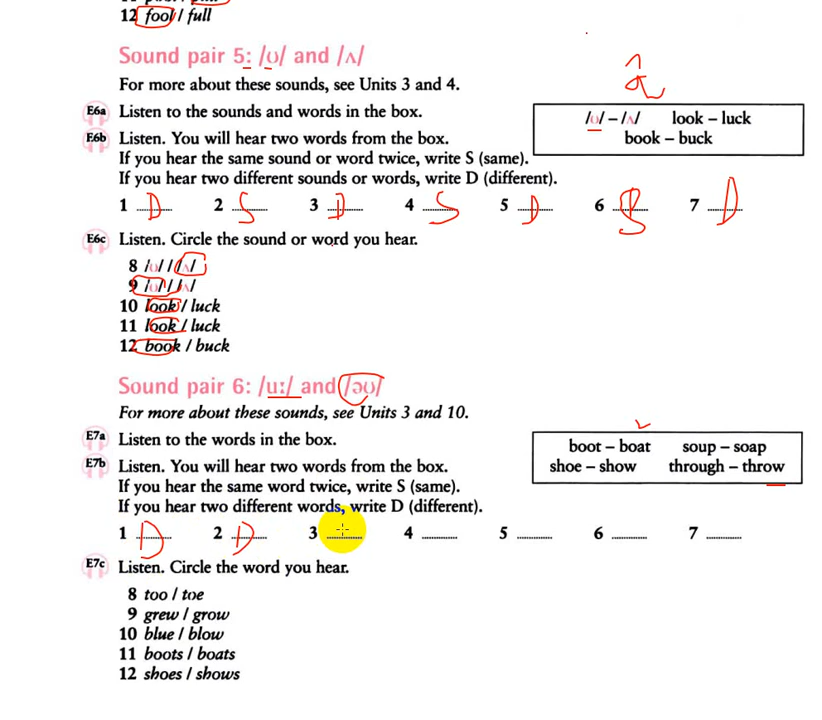 12 fool / full
Sound pair 5: /ʊ/ and /ʌ/
For more about these sounds, see Units 3 and 4.
E6a Listen to the sounds and words in the box.
/ʊ/ – /ʌ/ look – luck
book – buck
E6b Listen. You will hear two words from the box.
If you hear the same sound or word twice, write S (same).
If you hear two different sounds or words, write D (different).
1 D 2 S 3 D 4 S 5 D 6 S 7 D
E6c Listen. Circle the sound or word you hear.
8 /ʊ/ / /ʌ/
9 /ʊ/ / /ʌ/
10 look / luck
11 look / luck
12 book / buck
Sound pair 6: /u:/ and /əʊ/
For more about these sounds, see Units 3 and 10.
E7a Listen to the words in the box.
boot – boat soup – soap
shoe – show through – throw
E7b Listen. You will hear two words from the box.
If you hear the same word twice, write S (same).
If you hear two different words, write D (different).
1 D 2 D 3 4 5 6 7
E7c Listen. Circle the word you hear.
8 too / toe
9 grew / grow
10 blue / blow
11 boots / boats
12 shoes / shows